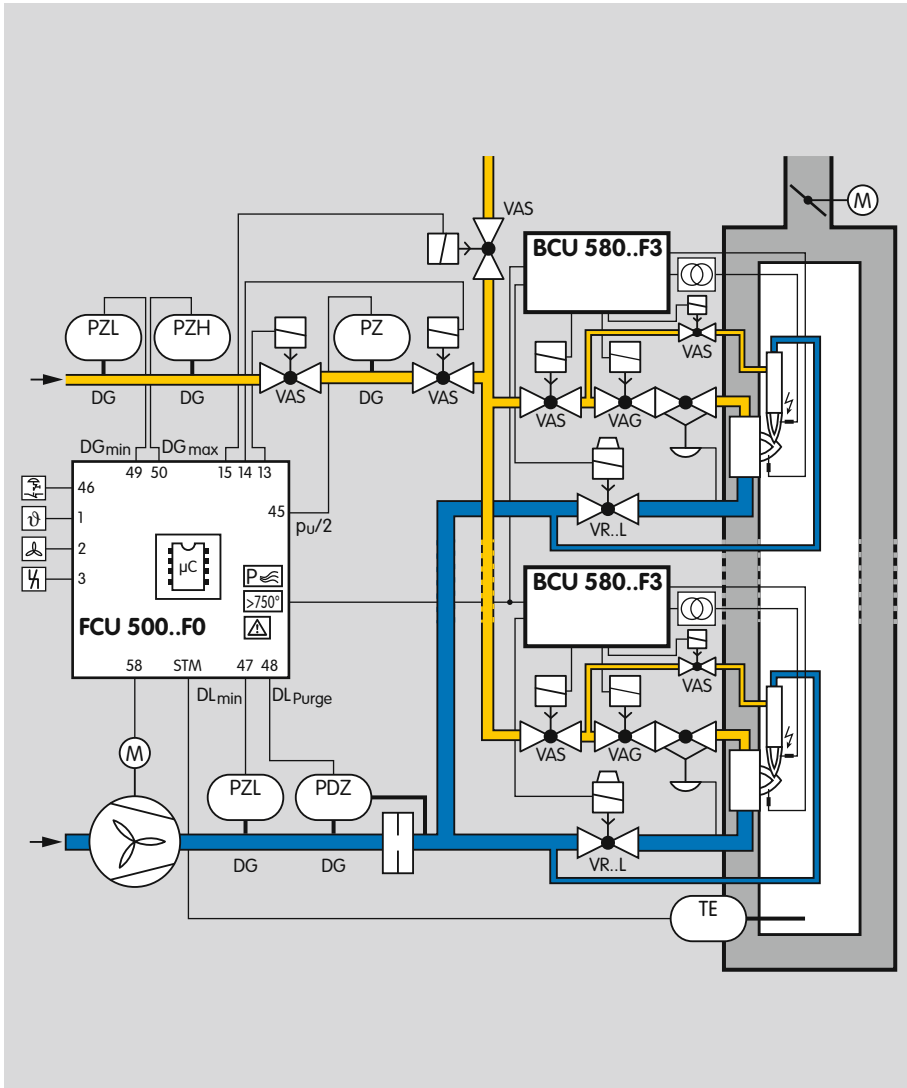 VAS
M
BCU 580..F3
PZL
PZH
PZ
VAS
DG
DG
VAS
DG
VAS
VAS
VAG
DGmin
DGmax
49 50
15 14 13
46
45
pU/2
1
2
3
VR..L
µC
P
>750°
FCU 500..F0
BCU 580..F3
58
STM
47 48
DLmin
DLPurge
VAS
VAS
VAG
M
PZL
PDZ
DG
DG
VR..L
TE